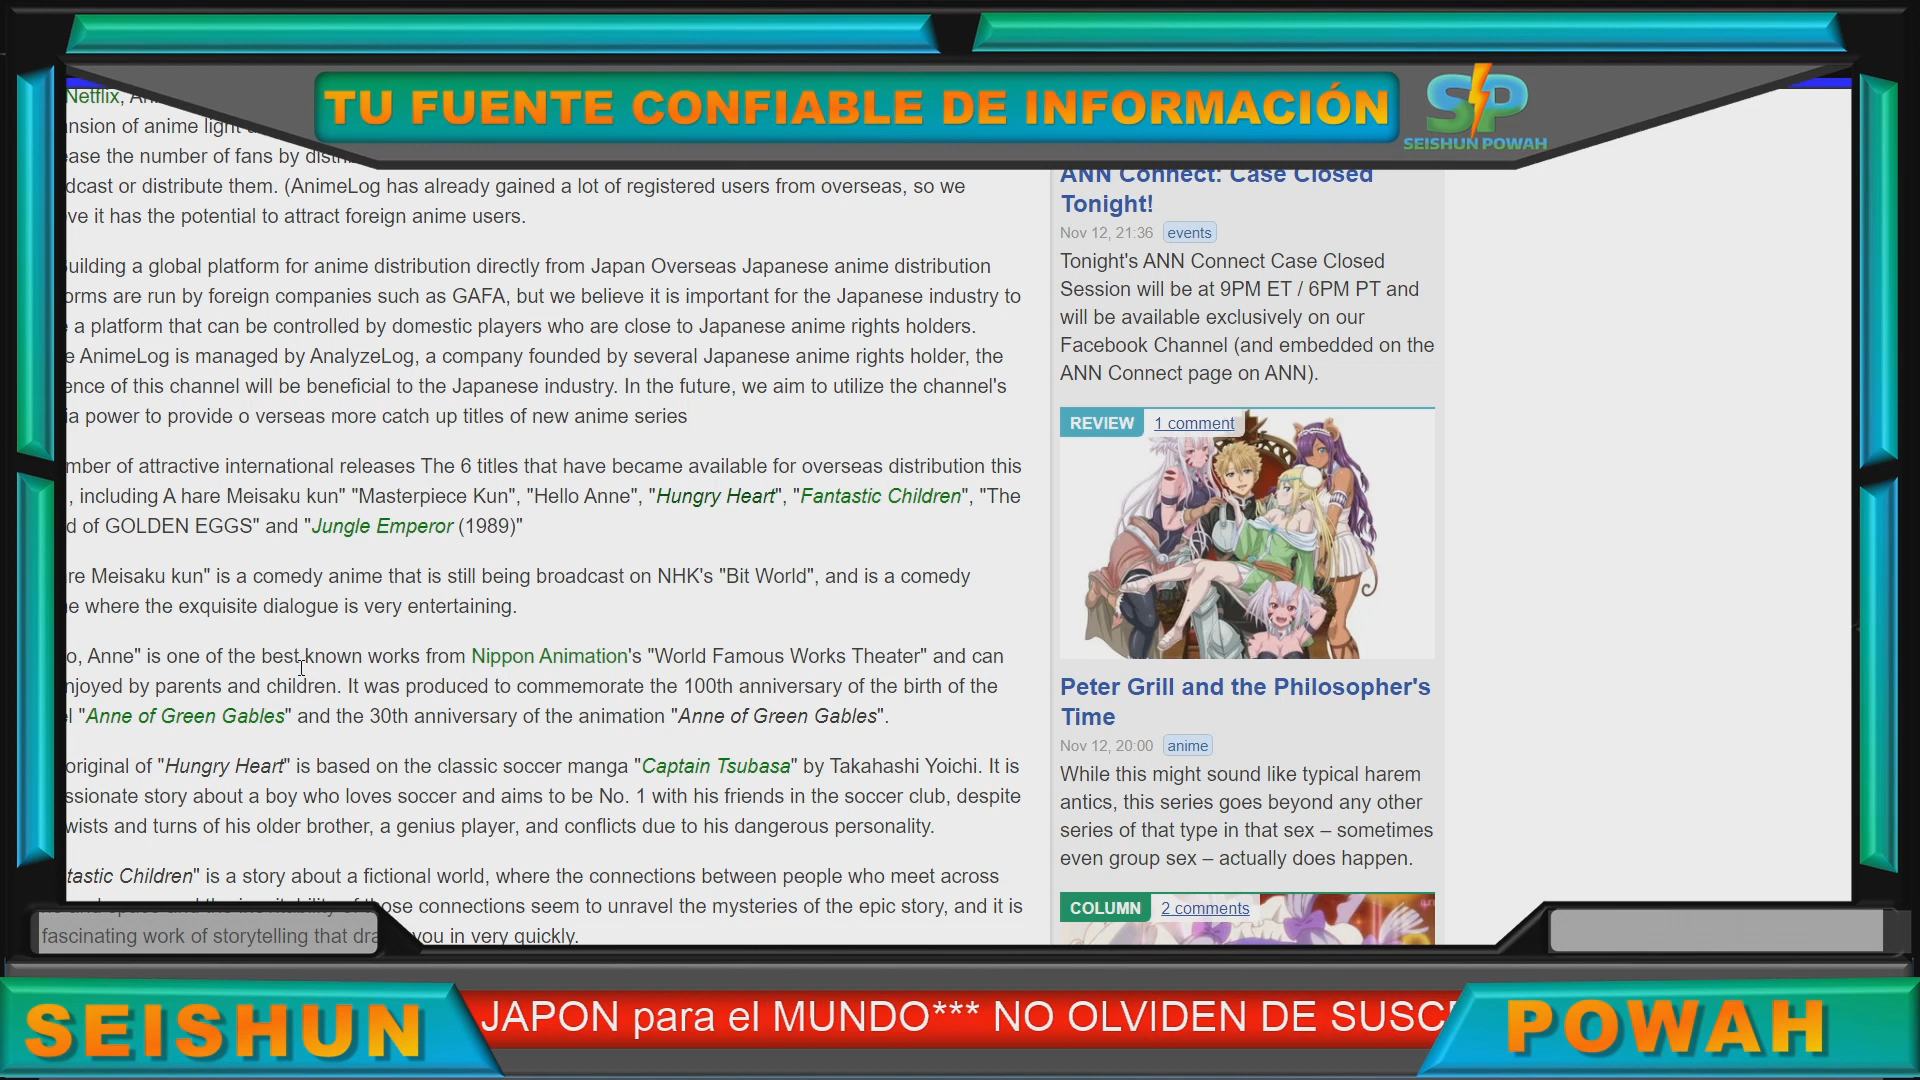 TU FUENTE CONFIABLE DE INFORMACIÓN
SP
SEISHUN POWAH
Netflix,
ansion of anime light
ease the number of fans by
dcast or distribute them. (AnimeLog has already gained a lot of registered users from overseas, so we
ve it has the potential to attract foreign anime users.
uilding a global platform for anime distribution directly from Japan Overseas Japanese anime distribution
orms are run by foreign companies such as GAFA, but we believe it is important for the Japanese industry to
a platform that can be controlled by domestic players who are close to Japanese anime rights holders.
e AnimeLog is managed by AnalyzeLog, a company founded by several Japanese anime rights holder, the
ence of this channel will be beneficial to the Japanese industry. In the future, we aim to utilize the channel's
ia power to provide o verseas more catch up titles of new anime series
mber of attractive international releases The 6 titles that have became available for overseas distribution this
, including A hare Meisaku kun" "Masterpiece Kun", "Hello Anne", "Hungry Heart", "Fantastic Children", "The
d of GOLDEN EGGS" and "Jungle Emperor (1989)"
re Meisaku kun" is a comedy anime that is still being broadcast on NHK's "Bit World", and is a comedy
e where the exquisite dialogue is very entertaining.
o, Anne" is one of the best known works from Nippon Animation's "World Famous Works Theater" and can
njoyed by parents and children. It was produced to commemorate the 100th anniversary of the birth of the
l "Anne of Green Gables" and the 30th anniversary of the animation "Anne of Green Gables".
original of "Hungry Heart" is based on the classic soccer manga "Captain Tsubasa" by Takahashi Yoichi. It is
ssionate story about a boy who loves soccer and aims to be No. 1 with his friends in the soccer club, despite
wists and turns of his older brother, a genius player, and conflicts due to his dangerous personality.
tastic Children" is a story about a fictional world, where the connections between people who meet across
those connections seem to unravel the mysteries of the epic story, and it is
fascinating work of storytelling that dra you in very quickly.
ANN Connect: Case Closed
Tonight!
Nov 12, 21:36 events
Tonight's ANN Connect Case Closed
Session will be at 9PM ET / 6PM PT and
will be available exclusively on our
Facebook Channel (and embedded on the
ANN Connect page on ANN).
REVIEW 1 comment
Peter Grill and the Philosopher's
Time
Nov 12, 20:00 anime
While this might sound like typical harem
antics, this series goes beyond any other
series of that type in that sex – sometimes
even group sex – actually does happen.
COLUMN 2 comments
SEISHUN
JAPON para el MUNDO*** NO OLVIDEN DE SUSC
POWAH